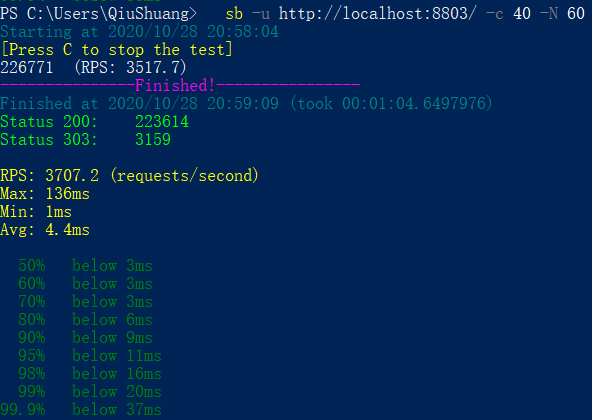 PS C:\Users\QiuShuang>   sb -u http://localhost:8803/ -c 40 -N 60
Starting at 2020/10/28 20:58:04
[Press C to stop the test]
226771  (RPS: 3517.7)
---------------Finished!----------------
Finished at 2020/10/28 20:59:09 (took 00:01:04.6497976)
Status 200:    223614
Status 303:    3159
RPS: 3707.2 (requests/second)
Max: 136ms
Min: 1ms
Avg: 4.4ms
50%   below 3ms
60%   below 3ms
70%   below 3ms
80%   below 6ms
90%   below 9ms
95%   below 11ms
98%   below 16ms
99%   below 20ms
99.9%   below 37ms